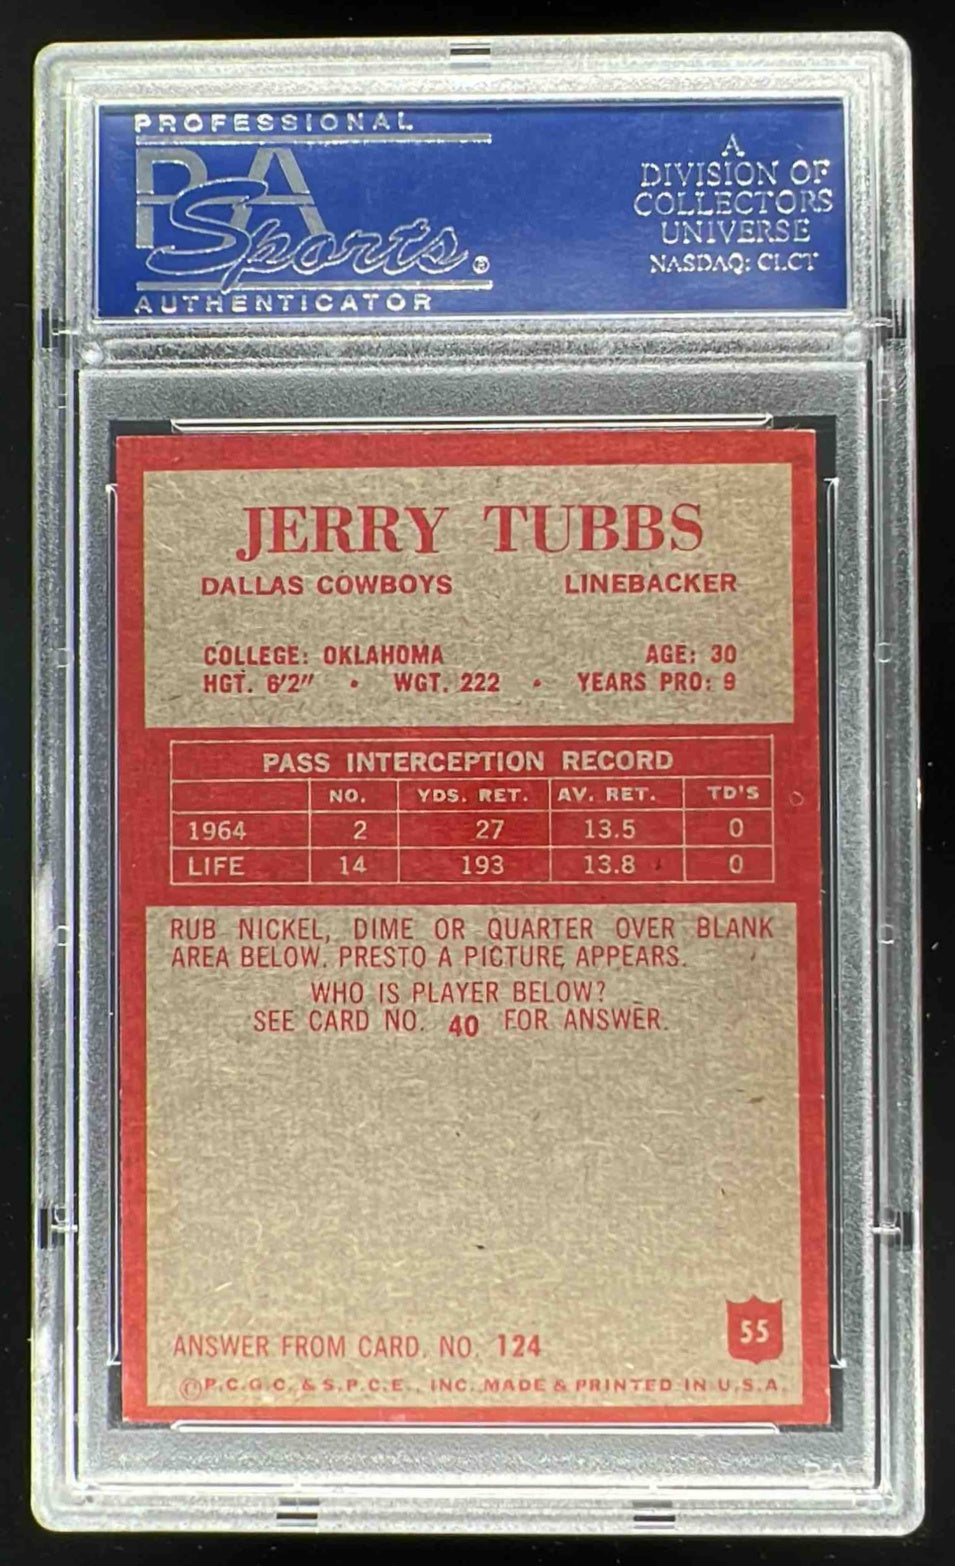 PROFESSIONAL
PSA
Sports®
AUTHENTICATOR
A
DIVISION OF
COLLECTORS
UNIVERSE
NASDAQ: CLCT
JERRY TUBBS
DALLAS COWBOYS LINEBACKER
COLLEGE: OKLAHOMA AGE: 30
HGT. 6'2" • WGT. 222 • YEARS PRO: 9
PASS INTERCEPTION RECORD
NO. YDS. RET. AV. RET. TD'S
1964 2 27 13.5 0
LIFE 14 193 13.8 0
RUB NICKEL, DIME OR QUARTER OVER BLANK
AREA BELOW. PRESTO A PICTURE APPEARS.
WHO IS PLAYER BELOW?
SEE CARD NO. 40 FOR ANSWER.
55
ANSWER FROM CARD. NO. 124
©P.C.G.C. & S.P.C.E., INC. MADE & PRINTED IN U.S.A.
PSA